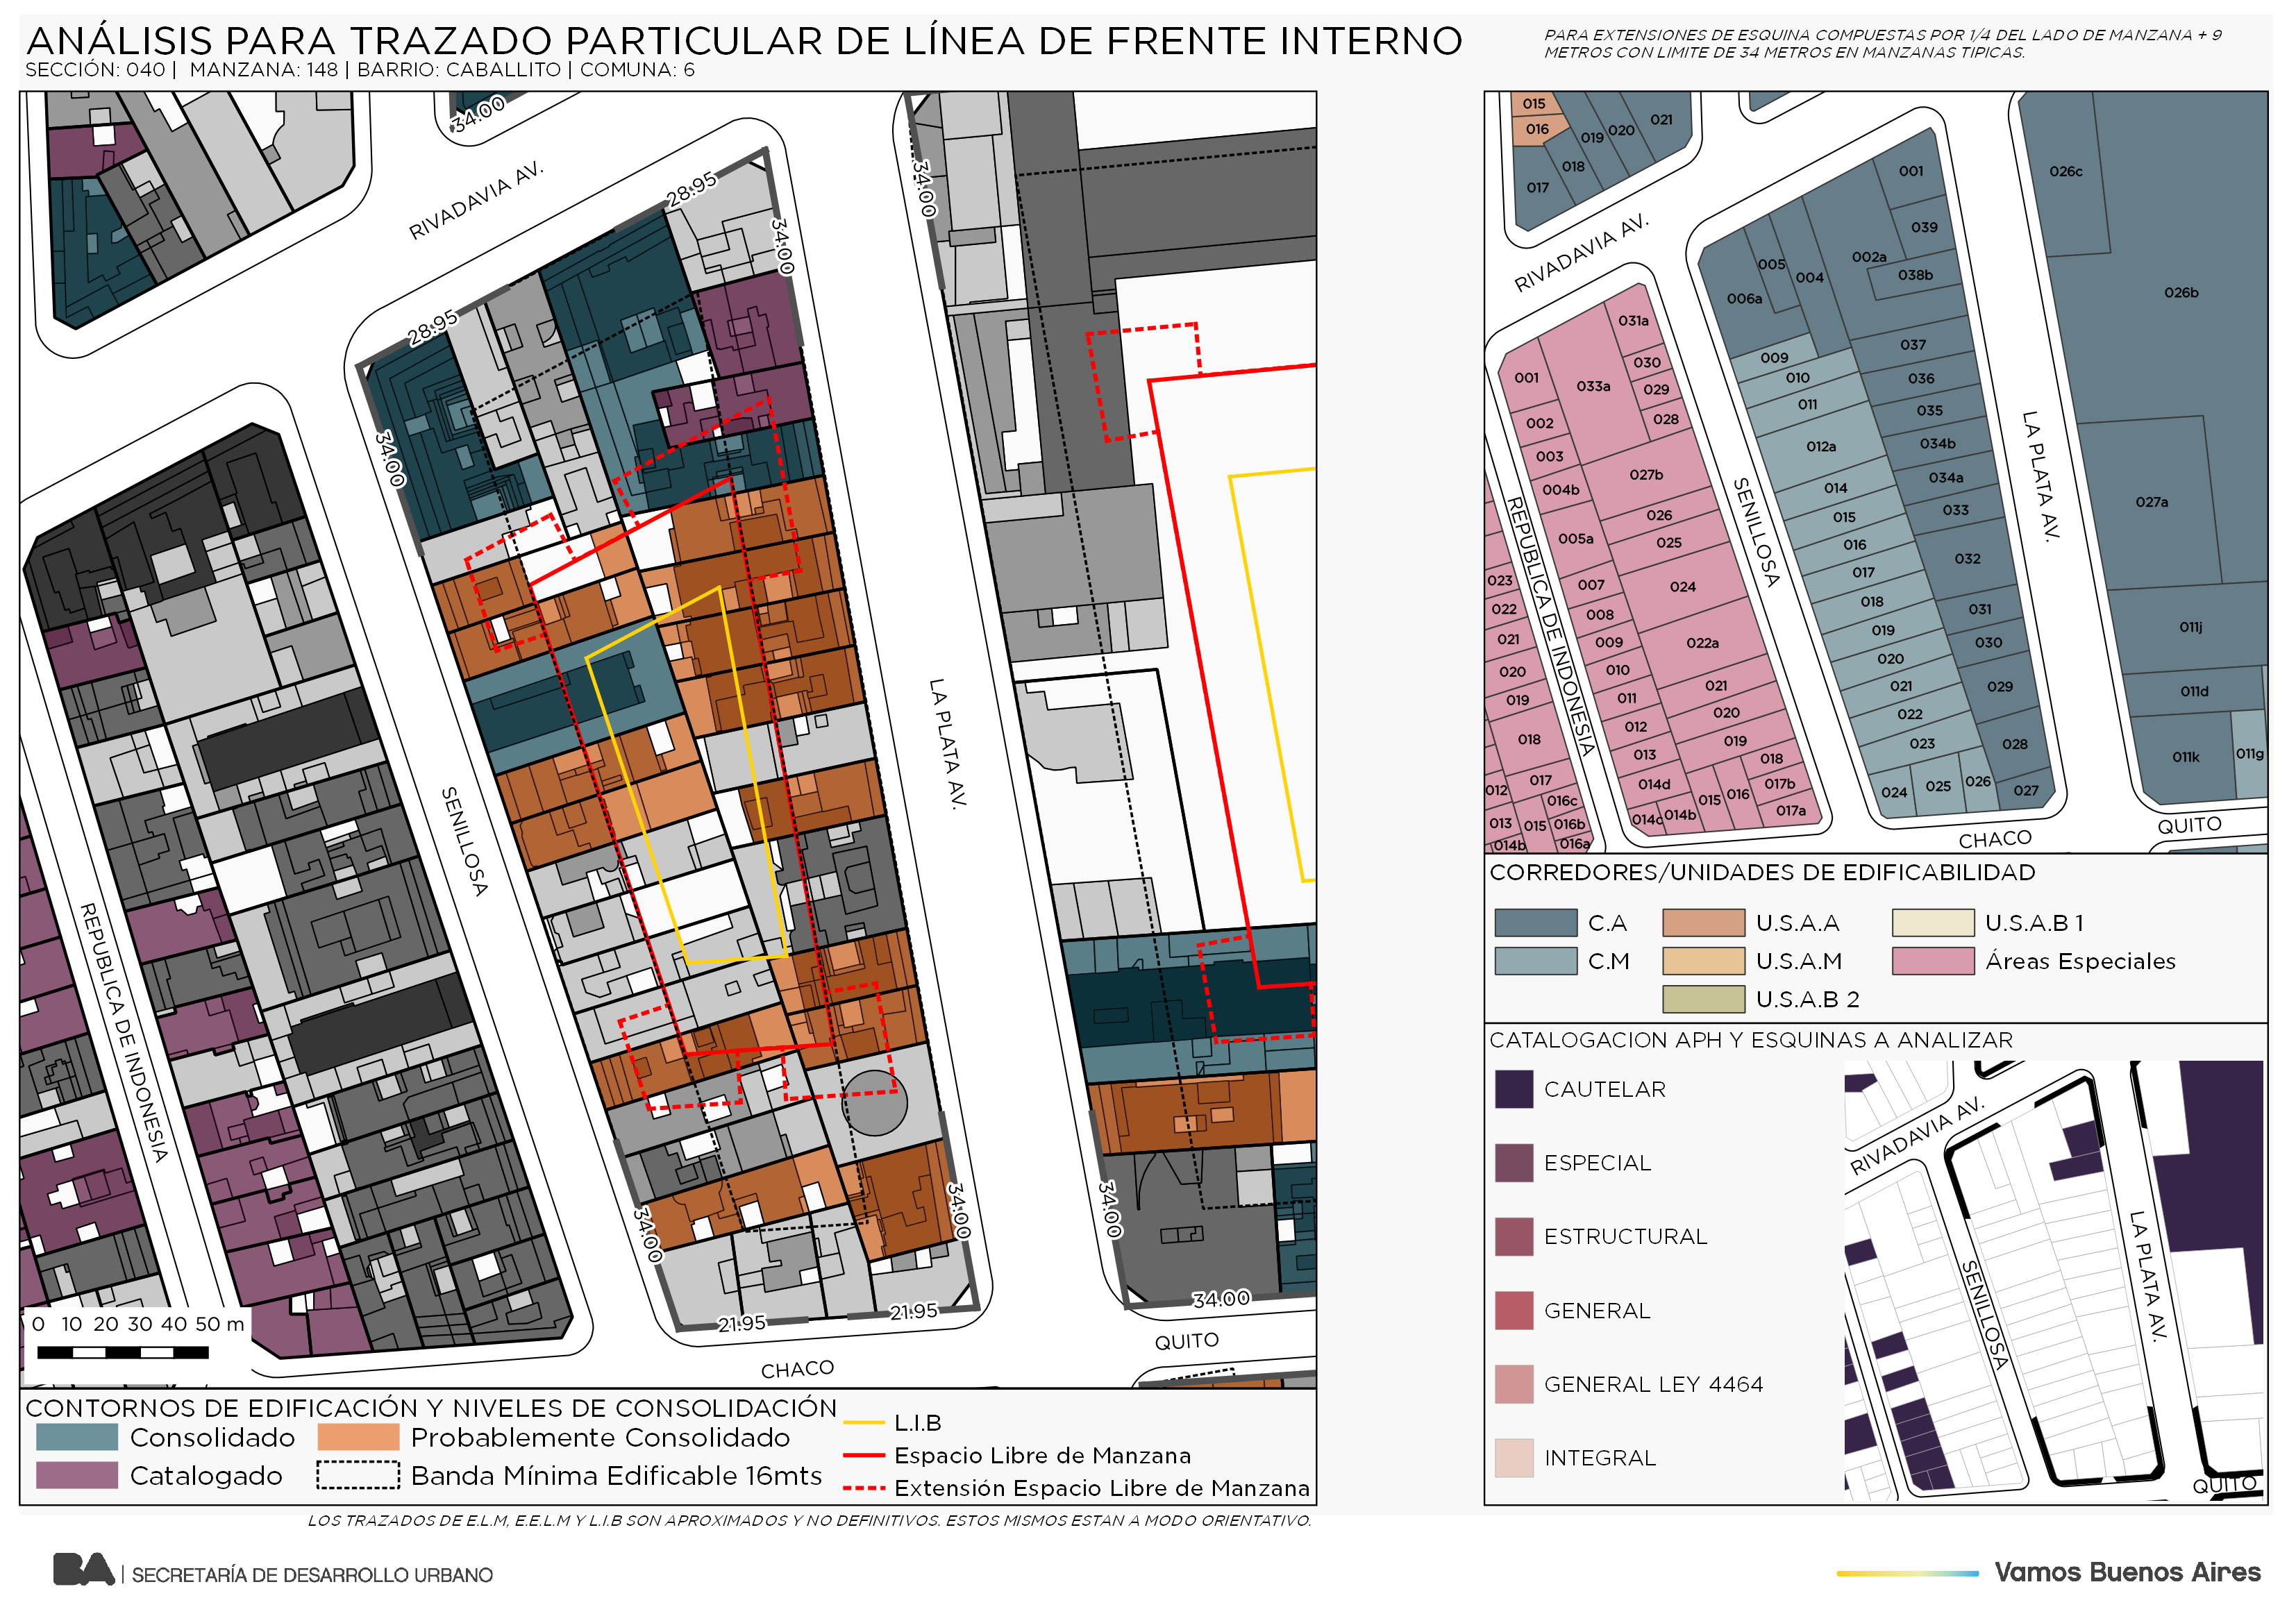 ANÁLISIS PARA TRAZADO PARTICULAR DE LÍNEA DE FRENTE INTERNO
SECCIÓN: 040 | MANZANA: 148 | BARRIO: CABALLITO | COMUNA: 6
PARA EXTENSIONES DE ESQUINA COMPUESTAS POR 1/4 DEL LADO DE MANZANA + 9
METROS CON LIMITE DE 34 METROS EN MANZANAS TIPICAS.
34.00
RIVADAVIA AV.
28.95
34.00
34.00
28.95
34.00
LA PLATA AV.
SENILLOSA
REPUBLICA DE INDONESIA
34.00
34.00
34.00
21.95
21.95
34.00
QUITO
CHACO
0 10 20 30 40 50 m
CONTORNOS DE EDIFICACIÓN Y NIVELES DE CONSOLIDACIÓN
Consolidado
Probablemente Consolidado
Catalogado
Banda Mínima Edificable 16mts
L.I.B
Espacio Libre de Manzana
Extensión Espacio Libre de Manzana
LOS TRAZADOS DE E.L.M, E.E.L.M Y L.I.B SON APROXIMADOS Y NO DEFINITIVOS. ESTOS MISMOS ESTAN A MODO ORIENTATIVO.
015
016
017
018
019
020
021
RIVADAVIA AV.
001
039
002a
038b
005
004
006a
009
010
011
012a
014
015
016
017
018
019
020
021
022
023
024
025
026
027
028
029
030
031
032
033
034a
034b
035
036
037
026c
026b
027a
011j
011d
011k
011g
031a
030
029
028
033a
001
002
003
004b
027b
026
025
005a
024
007
008
009
022a
010
011
021
012
020
013
019
018
014d
017b
017a
016
015
014b
014c
023
022
021
020
019
018
017
012
016c
013
015
016b
014b
016a
REPUBLICA DE INDONESIA
SENILLOSA
LA PLATA AV.
CHACO
QUITO
CORREDORES/UNIDADES DE EDIFICABILIDAD
C.A
U.S.A.A
U.S.A.B 1
C.M
U.S.A.M
Áreas Especiales
U.S.A.B 2
CATALOGACION APH Y ESQUINAS A ANALIZAR
CAUTELAR
ESPECIAL
ESTRUCTURAL
GENERAL
GENERAL LEY 4464
INTEGRAL
RIVADAVIA AV.
SENILLOSA
LA PLATA AV.
QUITO
BA | SECRETARÍA DE DESARROLLO URBANO
Vamos Buenos Aires